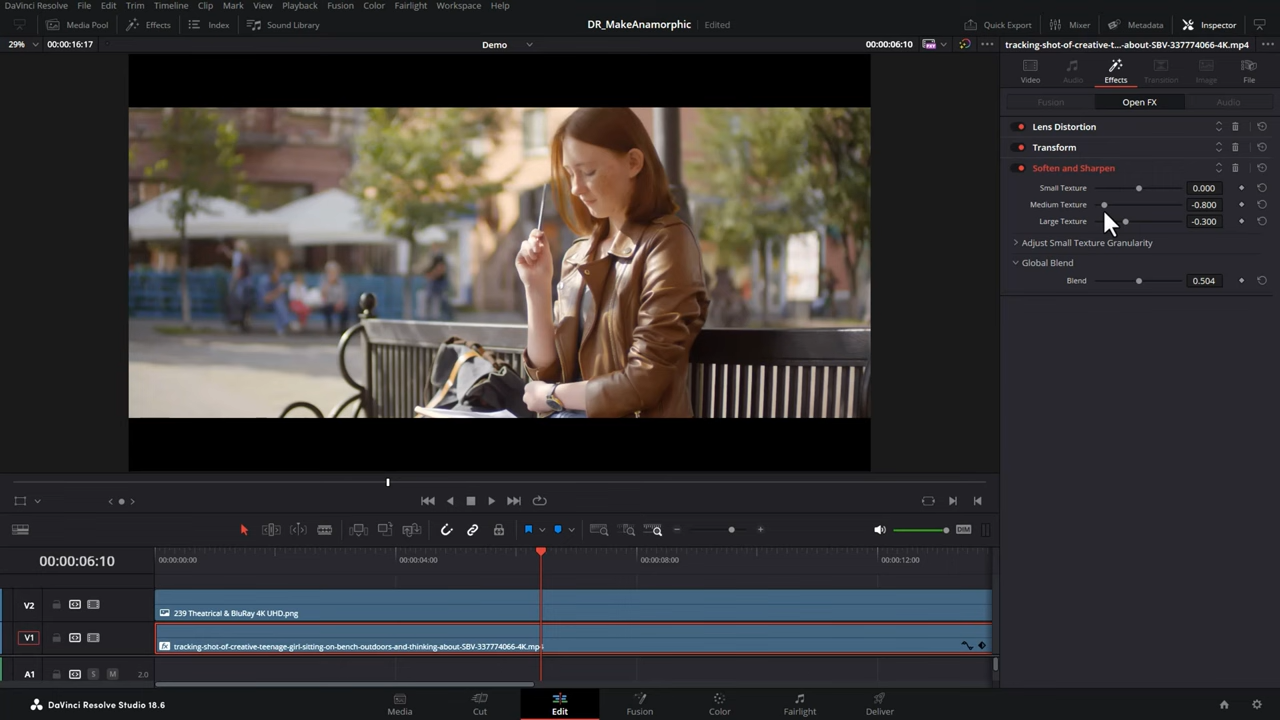 DaVinci Resolve File Edit Trim Timeline Clip Mark View Playback Fusion Color Fairlight Workspace Help
Media Pool Effects Index Sound Library DR_MakeAnamorphic Edited Quick Export Mixer Metadata Inspector
29% 00:00:16:17 Demo 00:00:06:10 tracking-shot-of-creative-t...-about-SBV-337774066-4K.mp4
Video Audio Effects Transition Image File
Fusion Open FX Audio
Lens Distortion
Transform
Soften and Sharpen
Small Texture 0.000
Medium Texture -0.800
Large Texture -0.300
Adjust Small Texture Granularity
Global Blend
Blend 0.504
DIM
00:00:06:10 00:00:00:00 00:00:04:00 00:00:08:00 00:00:12:00
V2 239 Theatrical & BluRay 4K UHD.png
V1 tracking-shot-of-creative-teenage-girl-sitting-on-bench-outdoors-and-thinking-about-SBV-337774066-4K.mp4
A1 S M 2.0
DaVinci Resolve Studio 18.6 Media Cut Edit Fusion Color Fairlight Deliver